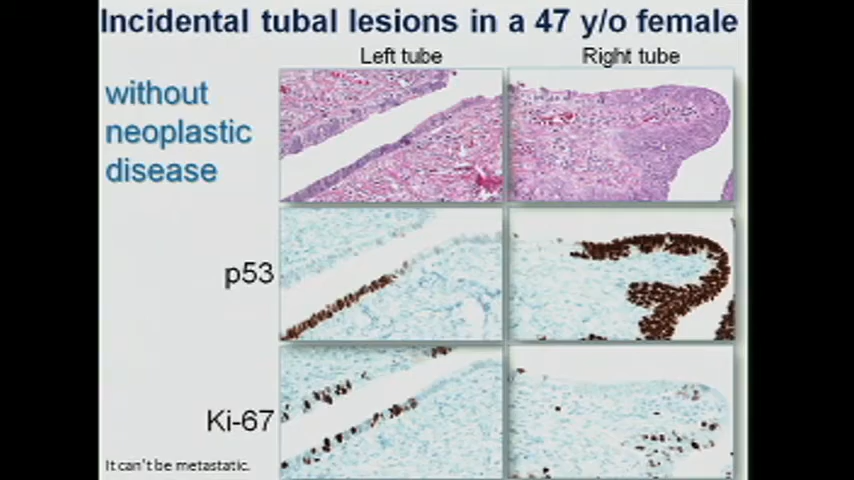 Incidental tubal lesions in a 47 y/o female
Left tube
Right tube
without
neoplastic
disease
p53
Ki-67
It can't be metastatic.